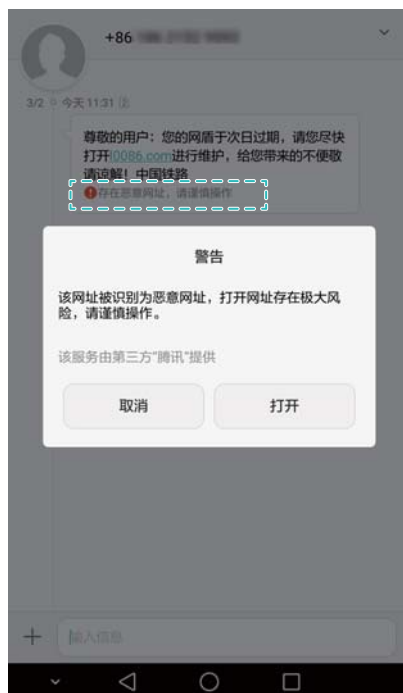 +86
3/2
今天 11:31
尊敬的用户：您的网盾于次日过期，请您尽快
打开l0086.com进行维护，给您带来的不便敬
请谅解！中国铁路
存在恶意网址，请谨慎操作
警告
该网址被识别为恶意网址，打开网址存在极大风
险，请谨慎操作。
该服务由第三方“腾讯”提供
取消
打开
输入信息